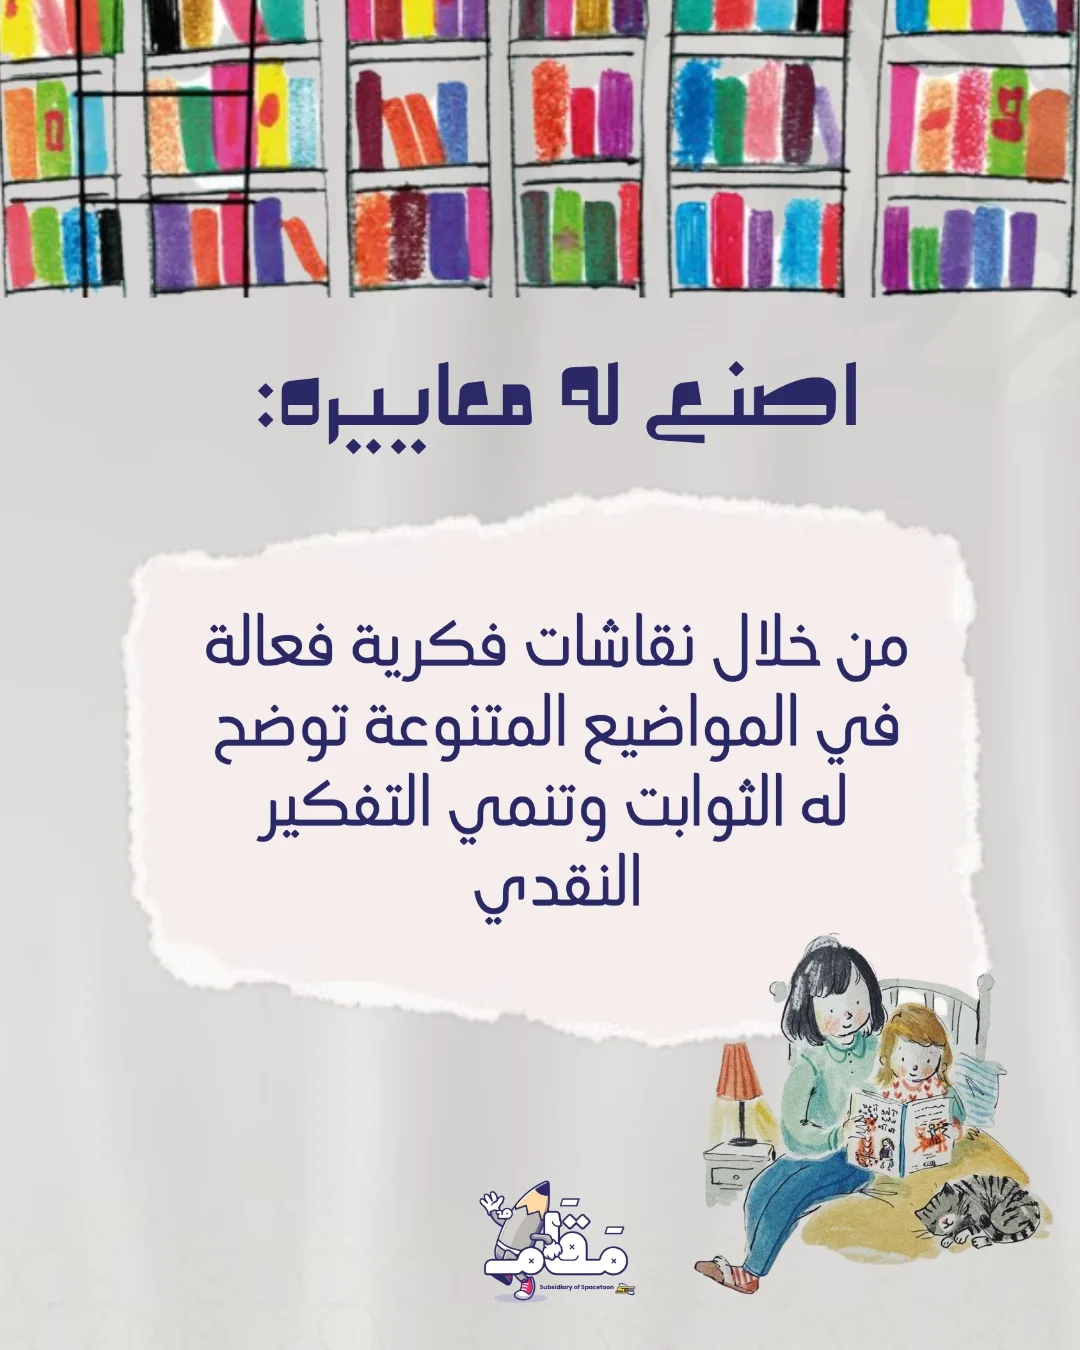 اصنع له معاييره:
من خلال نقاشات فكرية فعالة
في المواضيع المتنوعة توضح
له الثوابت وتنمي التفكير
النقدي
مَقَام
Subsidiary of Spacetoon